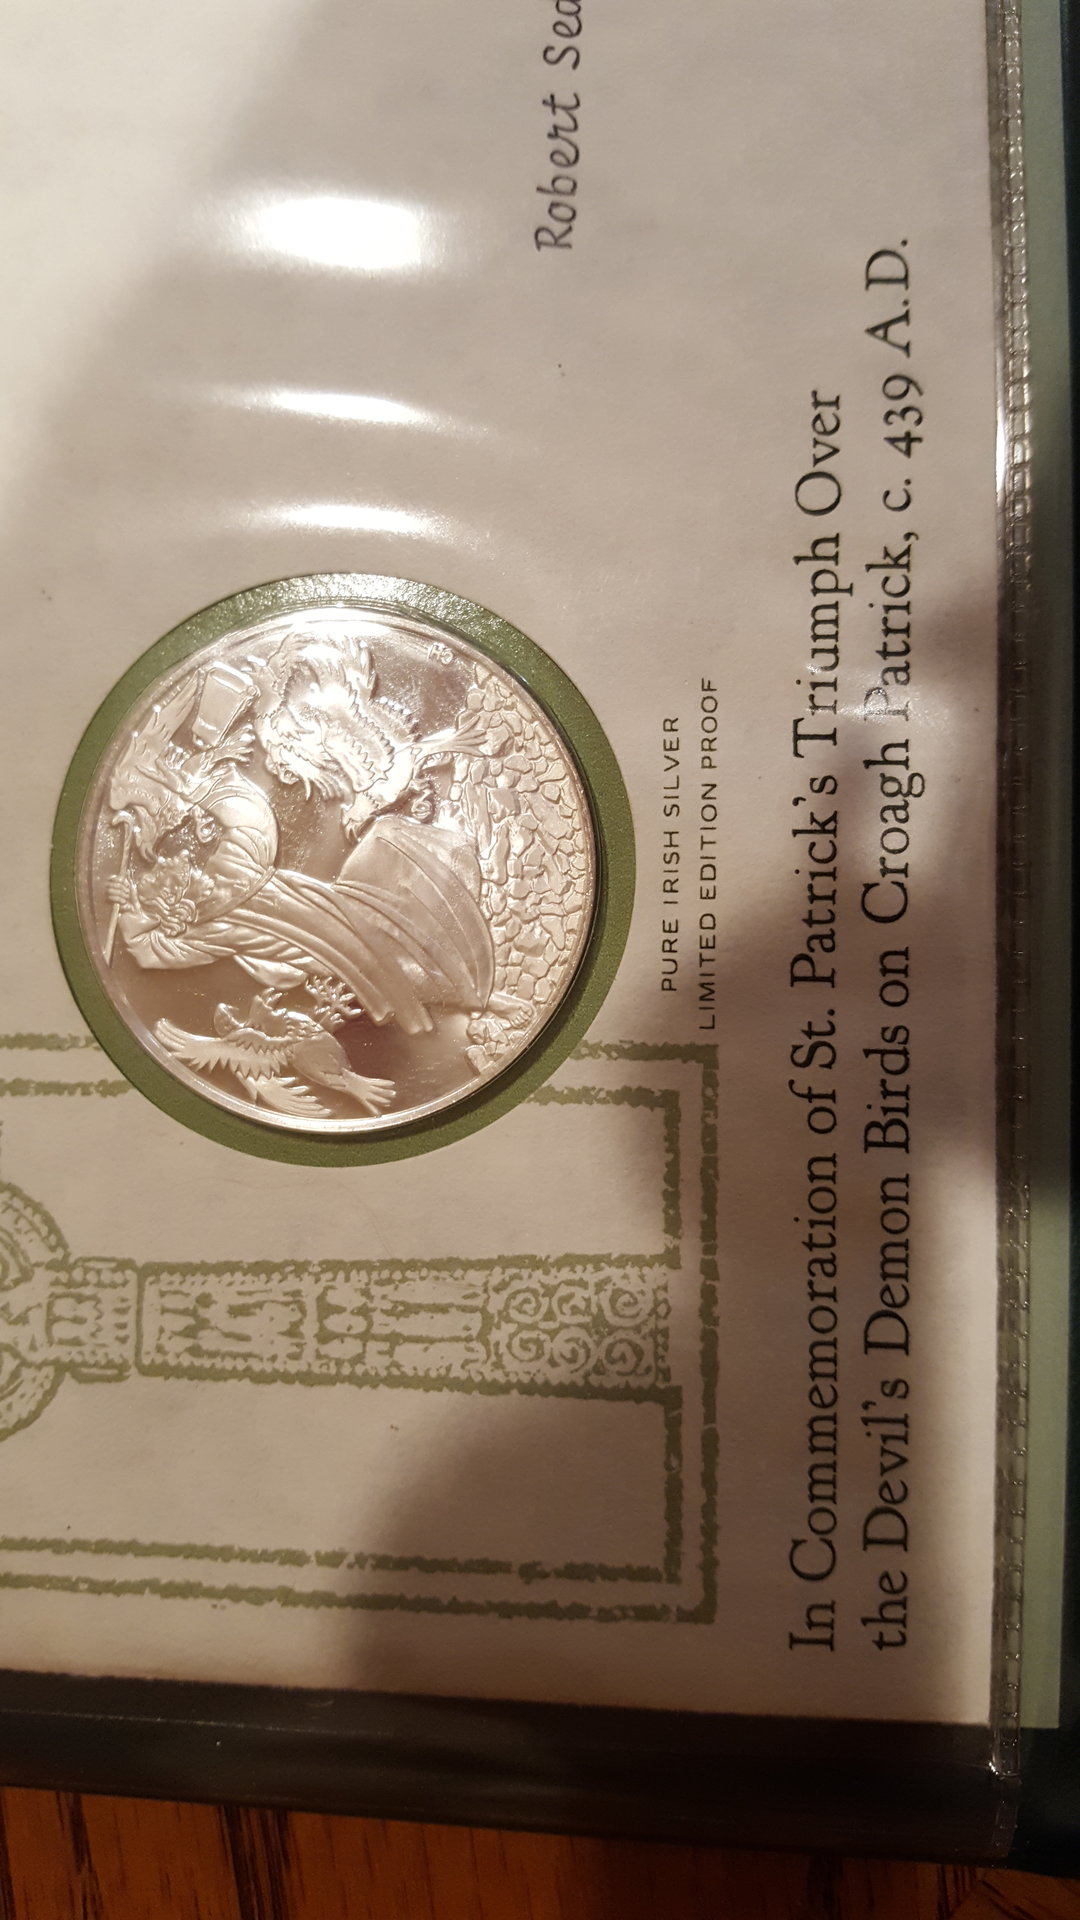 Robert
PURE IRISH SILVER
LIMITED EDITION PROOF
In Commemoration of St. Patrick's Triumph Over
the Devil's Demon Birds on Croagh Patrick, c. 439 A.D.